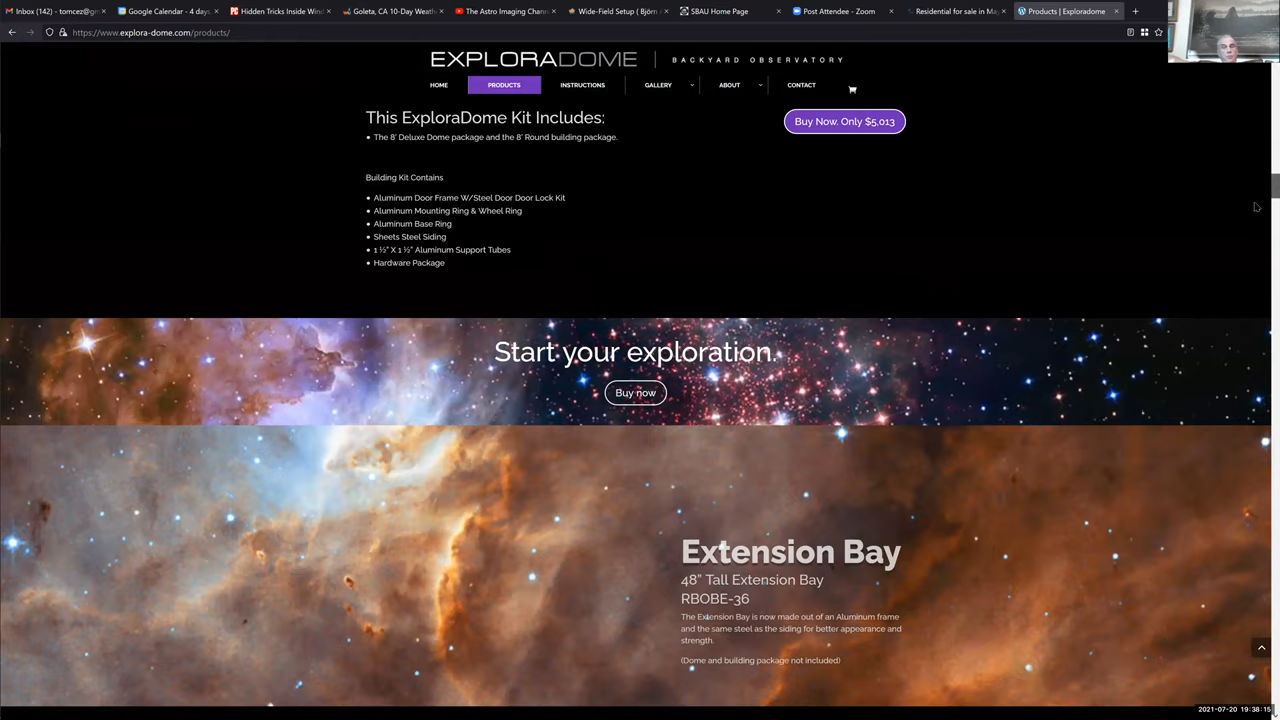 Inbox (142) - tomcez@gm
Google Calendar - 4 days
Hidden Tricks Inside Wind
Goleta, CA 10-Day Weath
The Astro Imaging Chann
Wide-Field Setup ( Björn
SBAU Home Page
Post Attendee - Zoom
Residential for sale in Ma
Products | Exploradome
https://www.explora-dome.com/products/
EXPLORADOME | BACKYARD OBSERVATORY
HOME PRODUCTS INSTRUCTIONS GALLERY ABOUT CONTACT
This ExploraDome Kit Includes:
Buy Now. Only $5,013
• The 8' Deluxe Dome package and the 8' Round building package.
Building Kit Contains
• Aluminum Door Frame W/Steel Door Door Lock Kit
• Aluminum Mounting Ring & Wheel Ring
• Aluminum Base Ring
• Sheets Steel Siding
• 1 ½" X 1 ½" Aluminum Support Tubes
• Hardware Package
Start your exploration.
Buy now
Extension Bay
48" Tall Extension Bay
RBOBE-36
The Extension Bay is now made out of an Aluminum frame
and the same steel as the siding for better appearance and
strength.
(Dome and building package not included)
2021-07-20 19:38:15